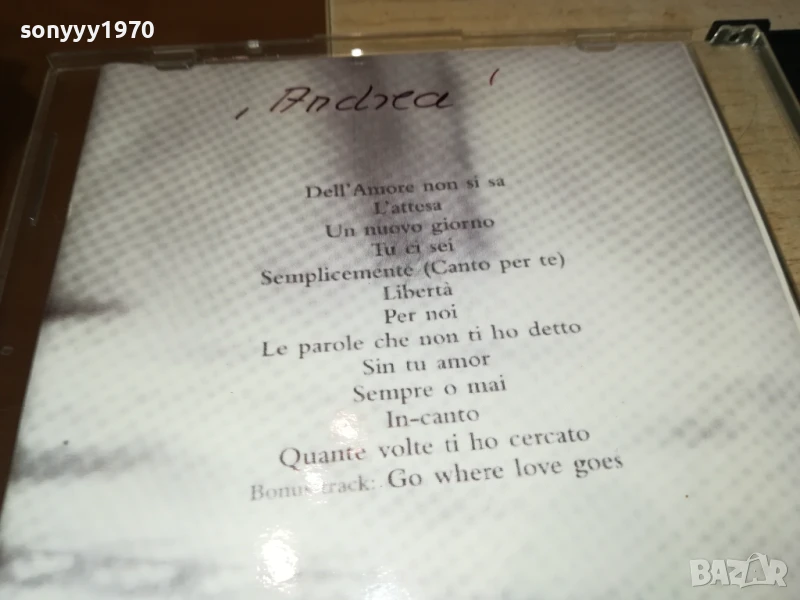 sonyyy1970
'Andrea'
Dell'Amore non si sa
L'attesa
Un nuovo giorno
Tu ci sei
Semplicemente (Canto per te)
Libertà
Per noi
Le parole che non ti ho detto
Sin tu amor
Sempre o mai
In-canto
Quante volte ti ho cercato
Bonus track: Go where love goes
BAZAR